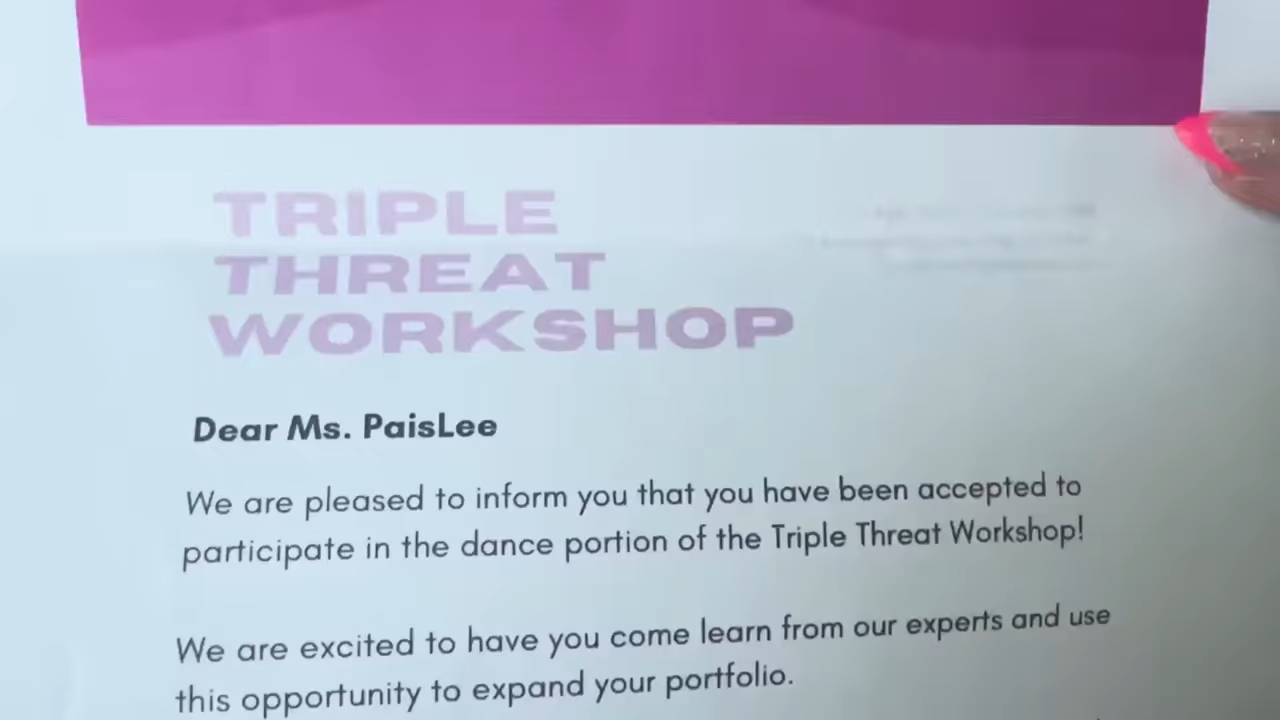 TRIPLE
THREAT
WORKSHOP
Dear Ms. PaisLee
We are pleased to inform you that you have been accepted to
participate in the dance portion of the Triple Threat Workshop!
We are excited to have you come learn from our experts and use
this opportunity to expand your portfolio.